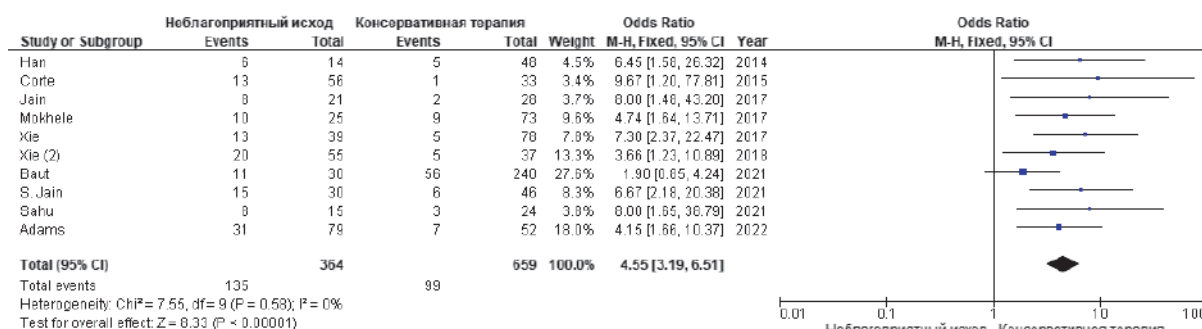 Неблагоприятный исход Консервативная терапия Odds Ratio Odds Ratio
Study or Subgroup Events Total Events Total Weight M-H, Fixed, 95% CI Year M-H, Fixed, 95% CI
Han 6 14 5 48 4.5% 6.45 [1.58, 26.32] 2014
Corte 13 56 1 33 3.4% 9.67 [1.20, 77.81] 2015
Jain 8 21 2 28 3.7% 8.00 [1.48, 43.20] 2017
Mokhele 10 25 9 73 9.6% 4.74 [1.64, 13.71] 2017
Xie 13 39 5 78 7.8% 7.30 [2.37, 22.47] 2017
Xie (2) 20 55 5 37 13.3% 3.66 [1.23, 10.89] 2018
Baut 11 30 56 240 27.6% 1.90 [0.85, 4.24] 2021
S. Jain 15 30 6 46 8.3% 6.67 [2.18, 20.38] 2021
Sahu 8 15 3 24 3.8% 8.00 [1.65, 38.79] 2021
Adams 31 79 7 52 18.0% 4.15 [1.66, 10.37] 2022
Total (95% CI) 364 659 100.0% 4.55 [3.19, 6.51]
Total events 135 99
Heterogeneity: Chi² = 7.55, df = 9 (P = 0.58); I² = 0%
Test for overall effect: Z = 8.33 (P < 0.00001)
0.01 0.1 1 10 100
Неблагоприятный исход Консервативная терапия